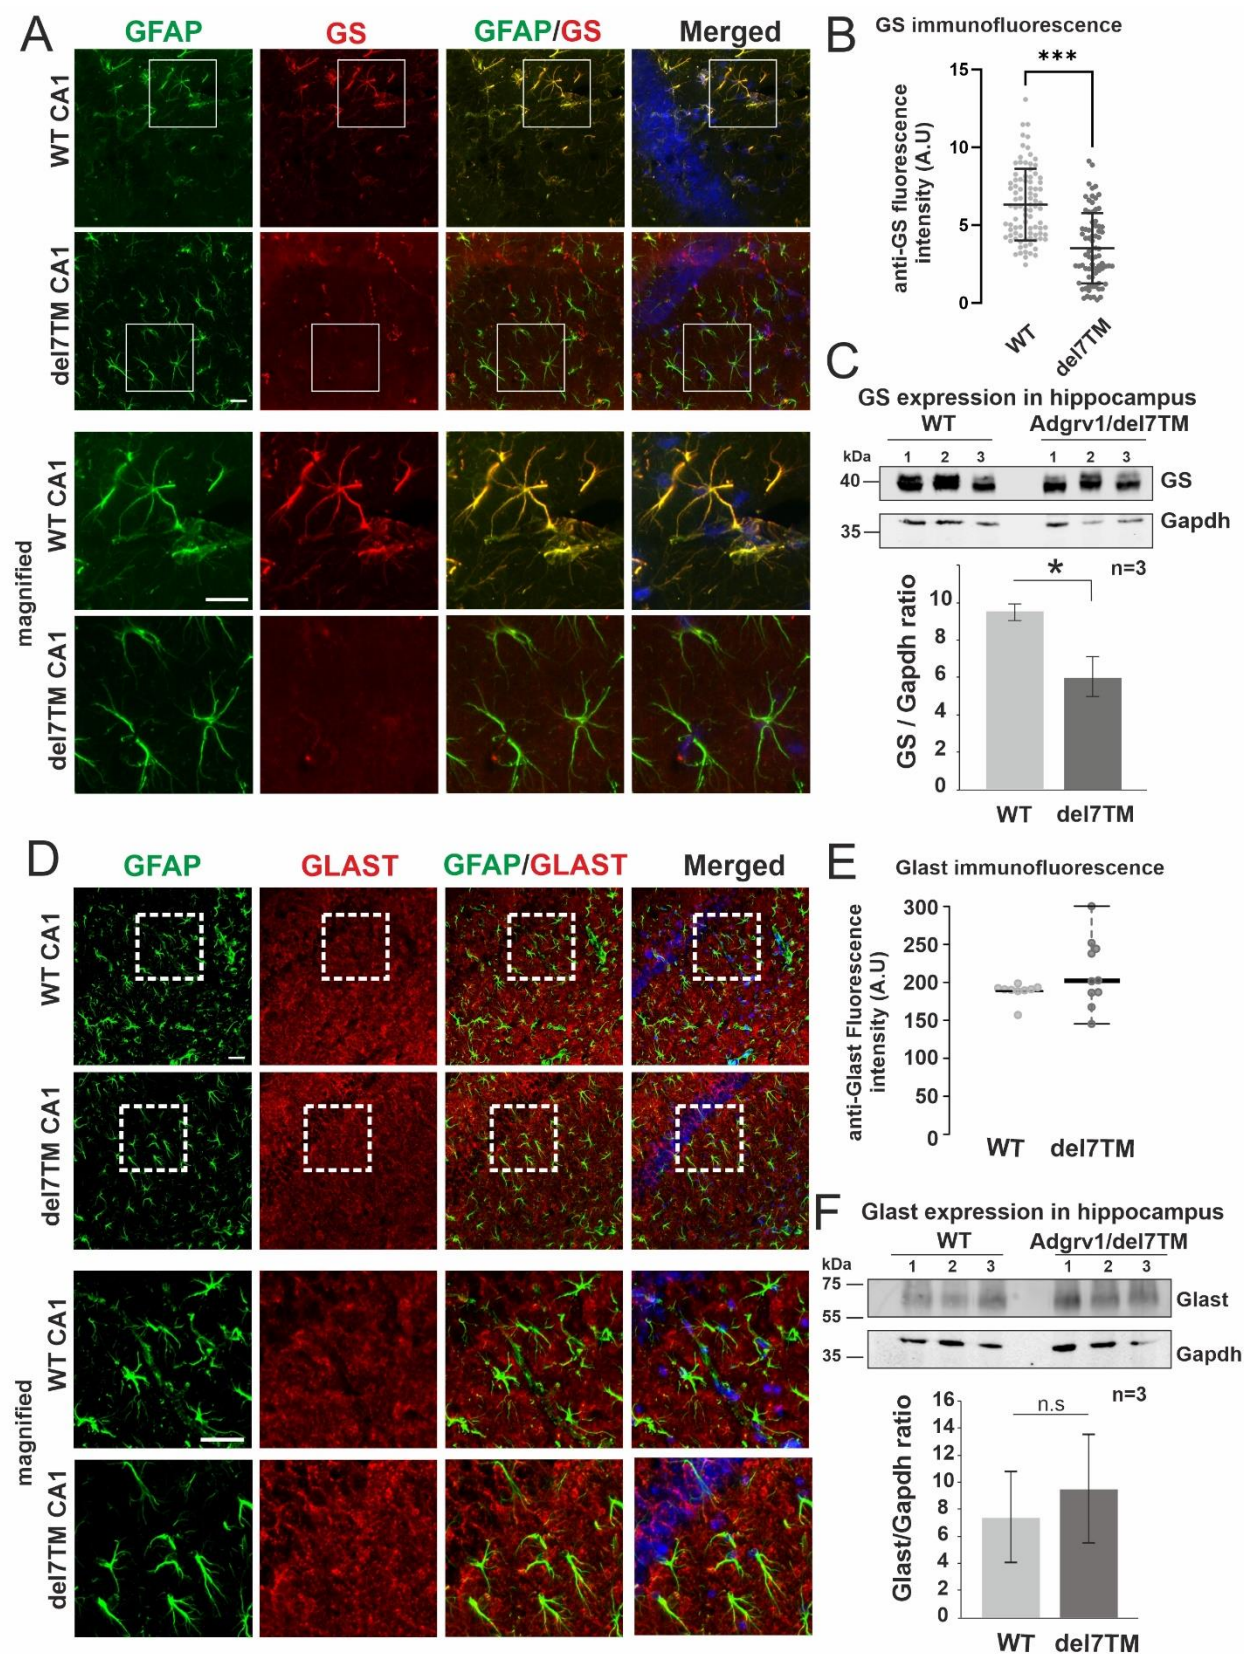 A
GFAP
GS
GFAP/GS
Merged
WT CA1
del7TM CA1
magnified
WT CA1
del7TM CA1
B
GS immunofluorescence
***
anti-GS fluorescence
intensity (A.U)
15
10
5
0
WT
del7TM
C
GS expression in hippocampus
WT
Adgrv1/del7TM
kDa
1
2
3
1
2
3
40
GS
35
Gapdh
n=3
*
GS / Gapdh ratio
10
8
6
4
2
0
WT
del7TM
D
GFAP
GLAST
GFAP/GLAST
Merged
WT CA1
del7TM CA1
magnified
WT CA1
del7TM CA1
E
Glast immunofluorescence
anti-Glast Fluorescence
intensity (A.U)
300
250
200
150
100
50
0
WT
del7TM
F
Glast expression in hippocampus
WT
Adgrv1/del7TM
kDa
1
2
3
1
2
3
75
55
Glast
35
Gapdh
n=3
n.s
Glast/Gapdh ratio
16
14
12
10
8
6
4
2
0
WT
del7TM